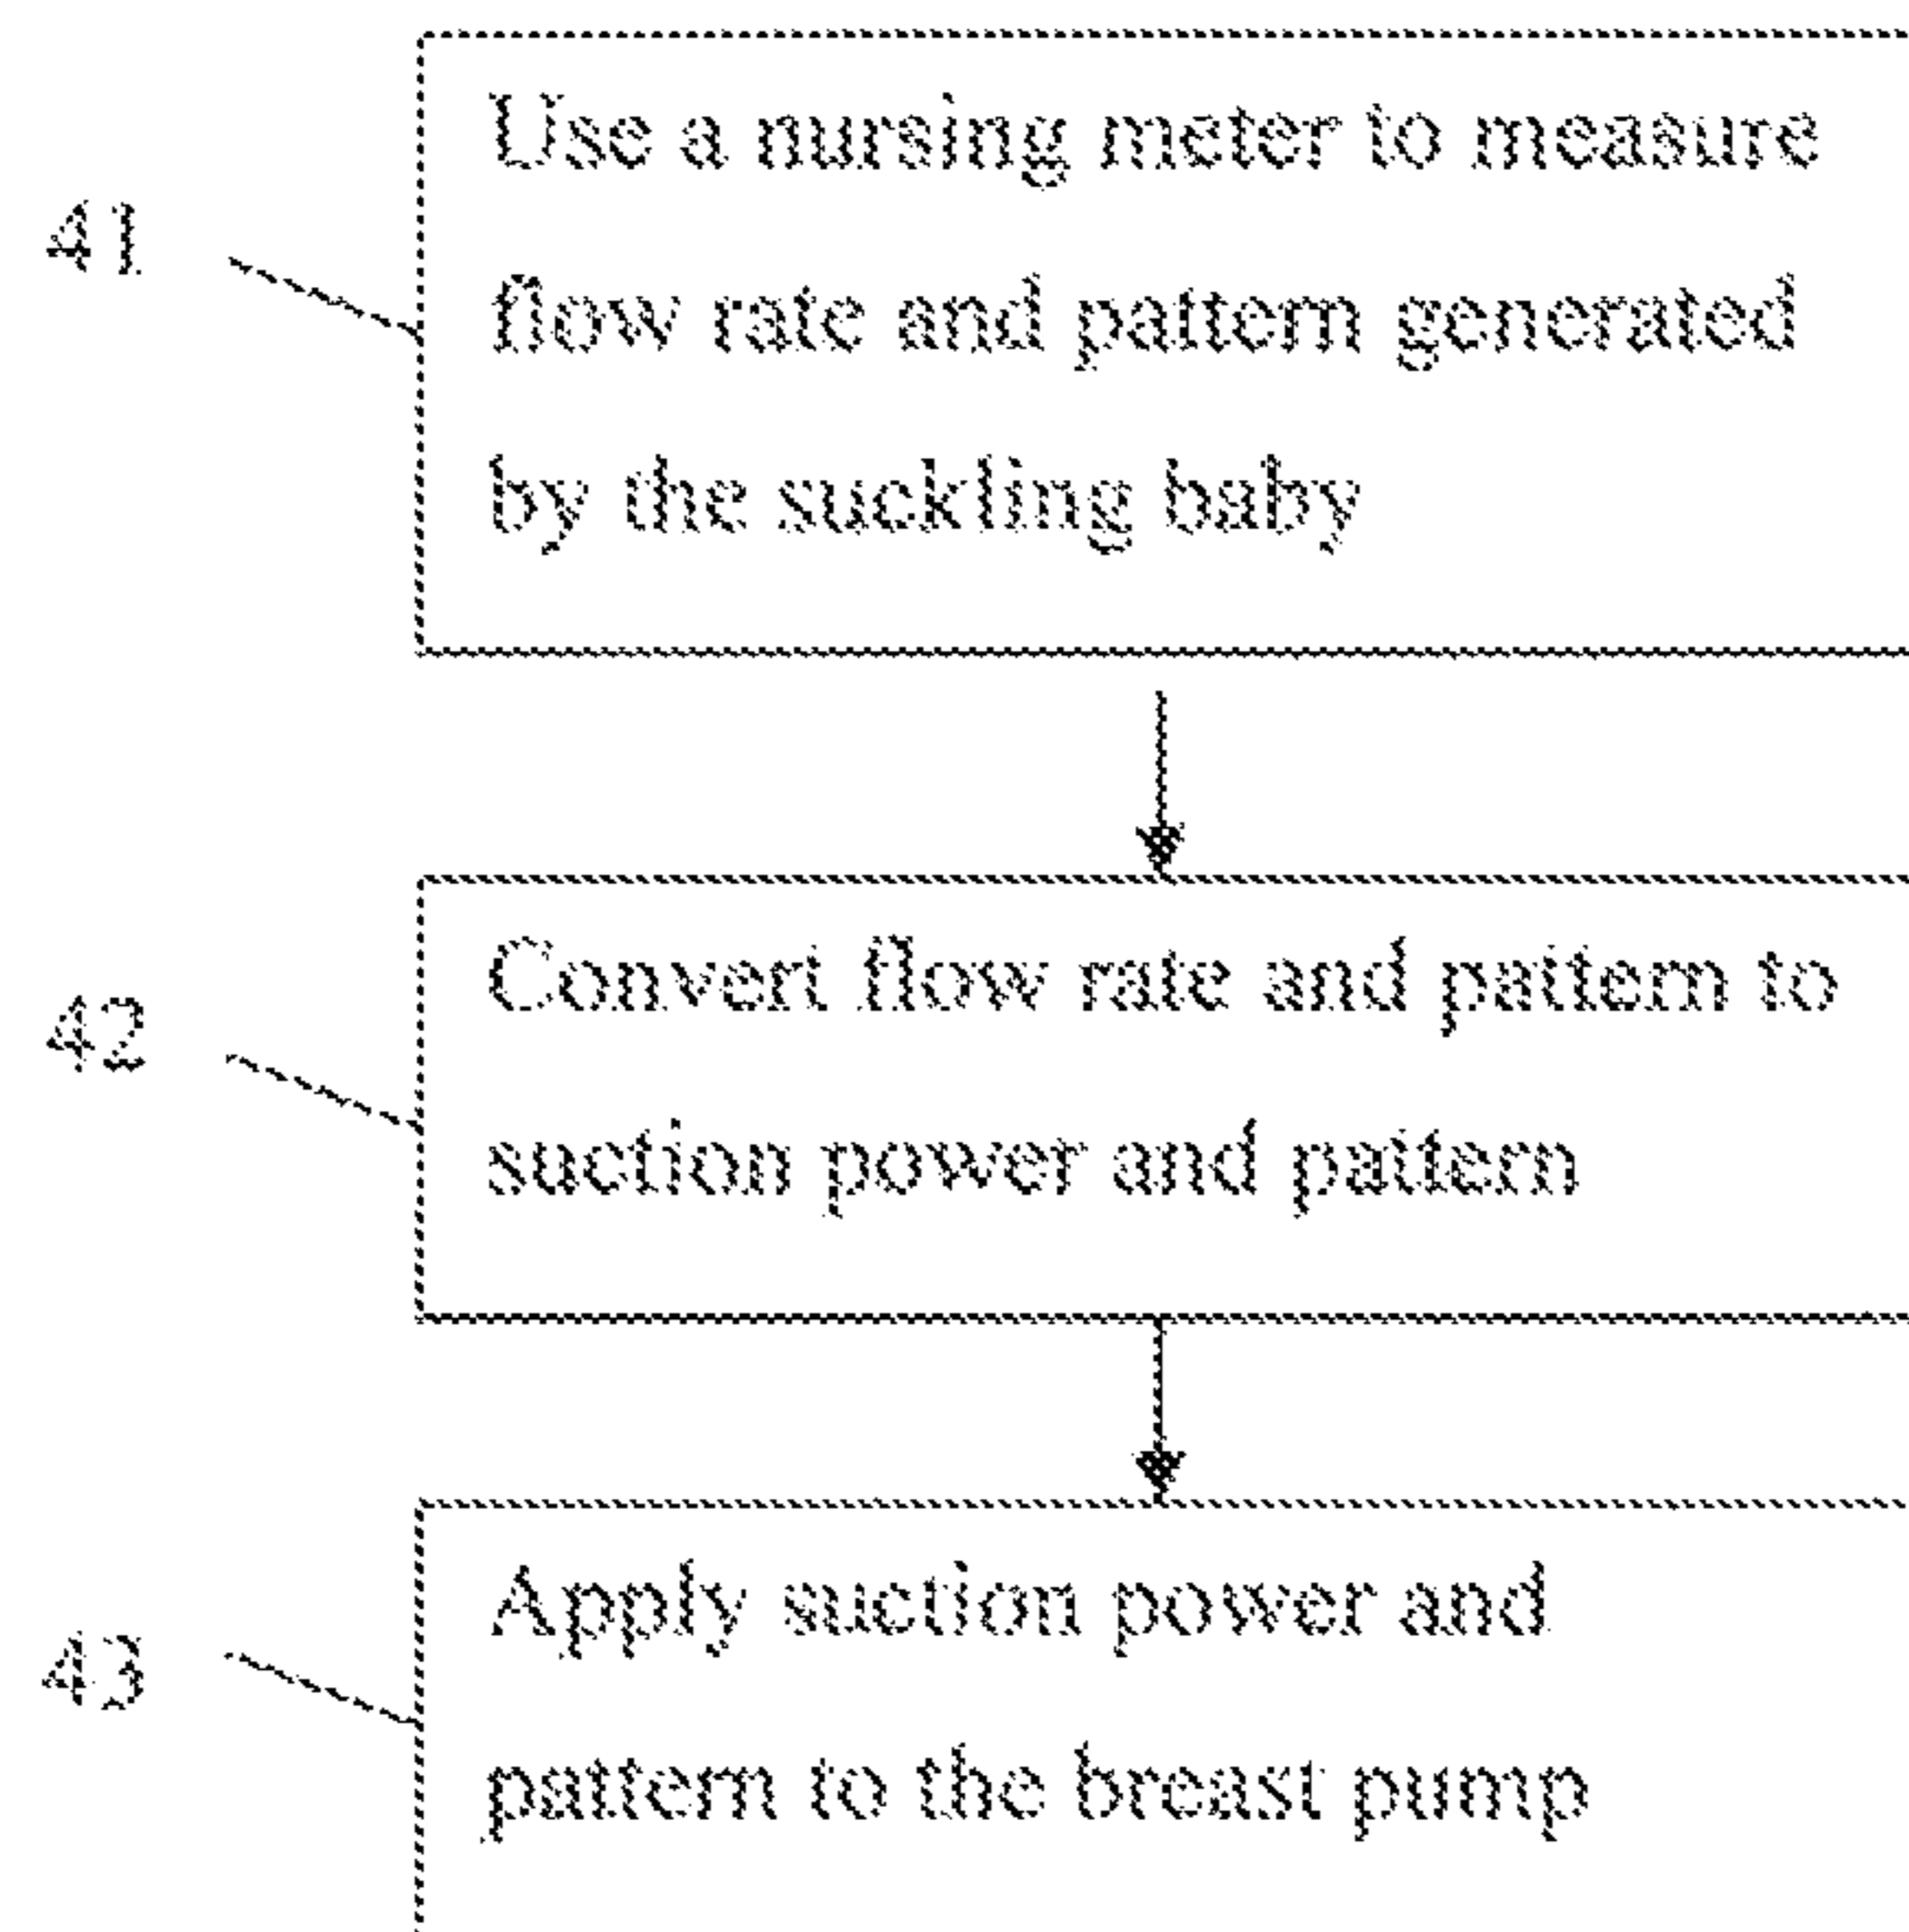 Use a nursing meter to measure
41
flow rate and pattern generated
by the suckling baby
Convert flow rate and pattern to
42
suction power and pattern
Apply suction power and
43
pattern to the breast pump